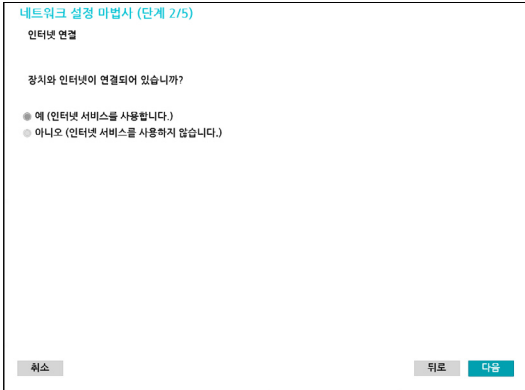 네트워크 설정 마법사 (단계 2/5)
인터넷 연결
장치와 인터넷이 연결되어 있습니까?
예 (인터넷 서비스를 사용합니다.)
아니오 (인터넷 서비스를 사용하지 않습니다.)
취소 뒤로 다음